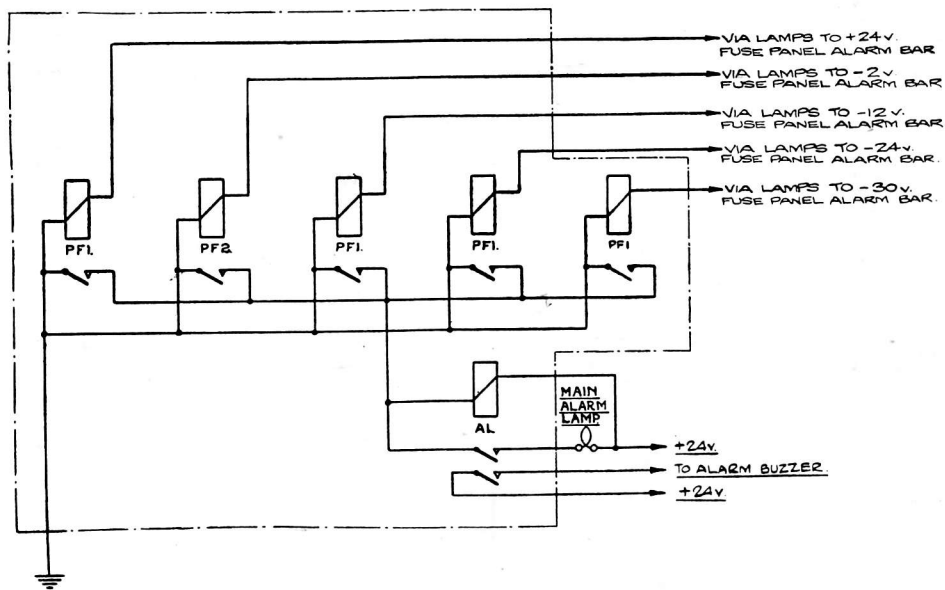 VIA LAMPS TO +24v.
FUSE PANEL ALARM BAR
VIA LAMPS TO -2v.
FUSE PANEL ALARM BAR
VIA LAMPS TO -12v.
FUSE PANEL ALARM BAR
VIA LAMPS TO -24v.
FUSE PANEL ALARM BAR.
VIA LAMPS TO -30v.
FUSE PANEL ALARM BAR.
PF1.
PF2
PF1.
PF1.
PF1
MAIN
ALARM
LAMP
AL
+24v.
TO ALARM BUZZER.
+24v.